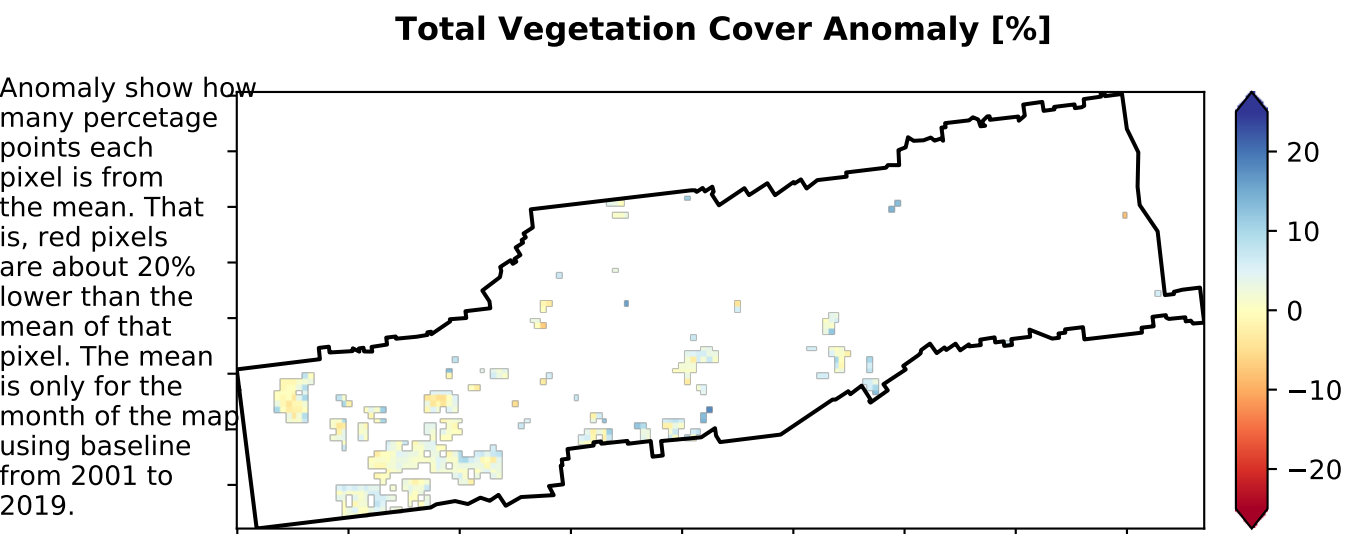 Total Vegetation Cover Anomaly [%]
Anomaly show how
many percetage
points each
pixel is from
the mean. That
is, red pixels
are about 20%
lower than the
mean of that
pixel. The mean
is only for the
month of the map
using baseline
from 2001 to
2019.
20
10
0
−10
−20